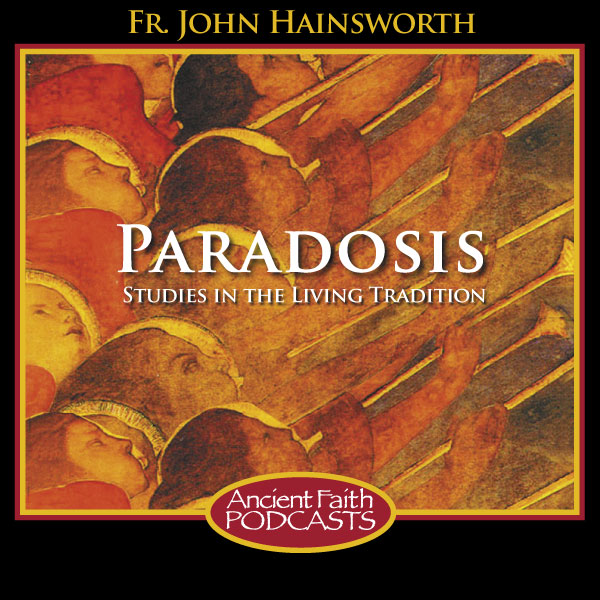 Fr. John Hainsworth
Paradosis
Studies in the Living Tradition
Ancient Faith
PODCASTS